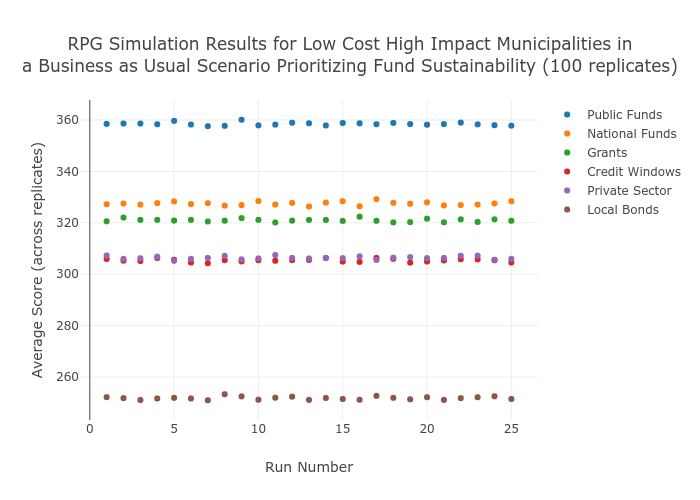 RPG Simulation Results for Low Cost High Impact Municipalities in
a Business as Usual Scenario Prioritizing Fund Sustainability (100 replicates)
Average Score (across replicates)
360
340
320
300
280
260
0
5
10
15
20
25
Run Number
Public Funds
National Funds
Grants
Credit Windows
Private Sector
Local Bonds